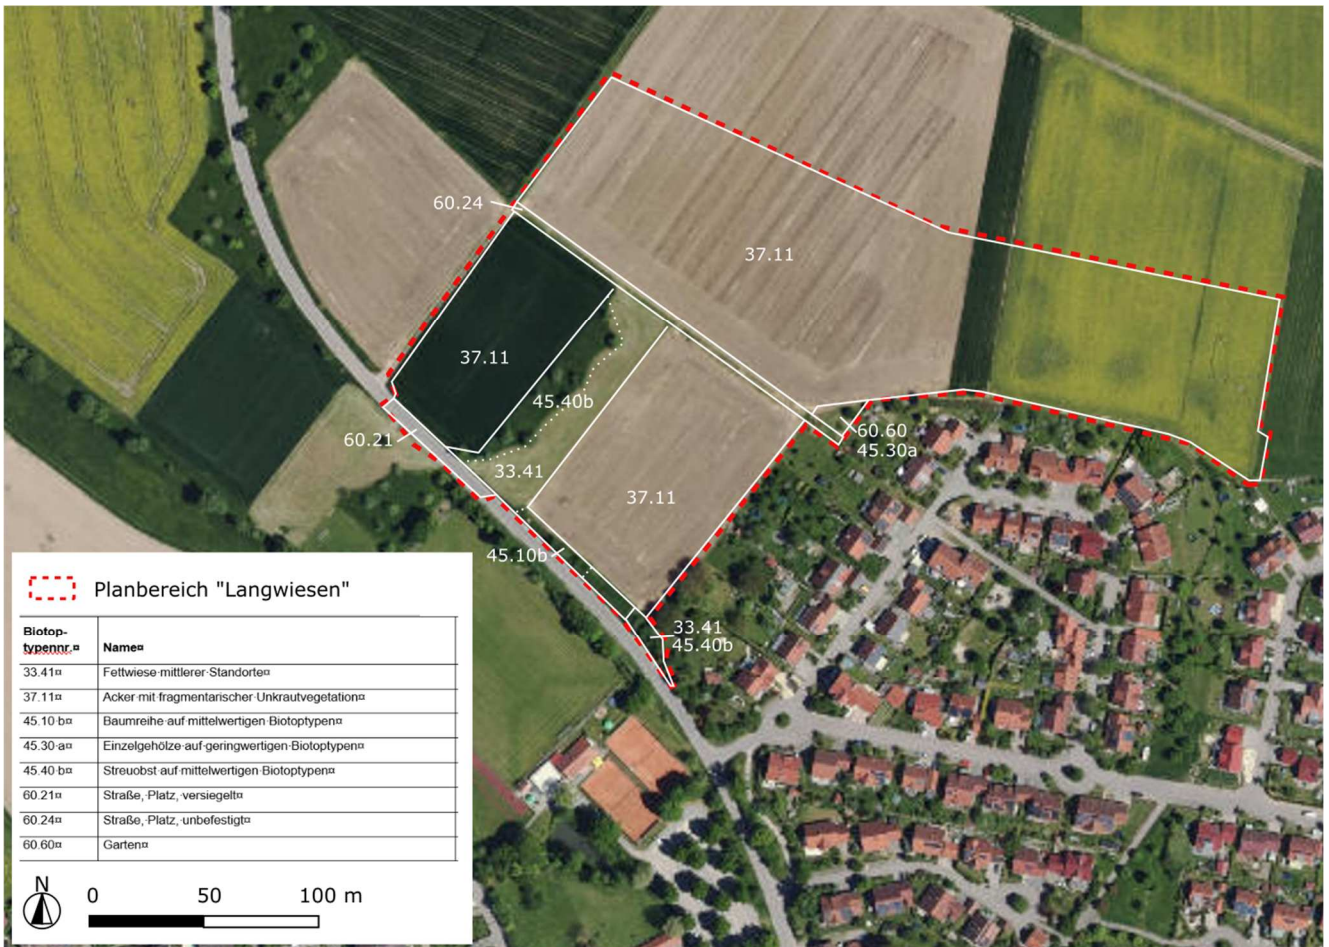 60.24
37.11
37.11
45.40b
60.21
33.41
37.11
60.60
45.30a
45.10b
33.41
45.40b
Planbereich "Langwiesen"
Biotop-
typennr.¤ Name¤
33.41¤ Fettwiese·mittlerer·Standorte¤
37.11¤ Acker·mit·fragmentarischer·Unkrautvegetation¤
45.10·b¤ Baumreihe·auf·mittelwertigen·Biotoptypen¤
45.30·a¤ Einzelgehölze·auf·geringwertigen·Biotoptypen¤
45.40·b¤ Streuobst·auf·mittelwertigen·Biotoptypen¤
60.21¤ Straße,·Platz,·versiegelt¤
60.24¤ Straße,·Platz,·unbefestigt¤
60.60¤ Garten¤
N
0 50 100 m